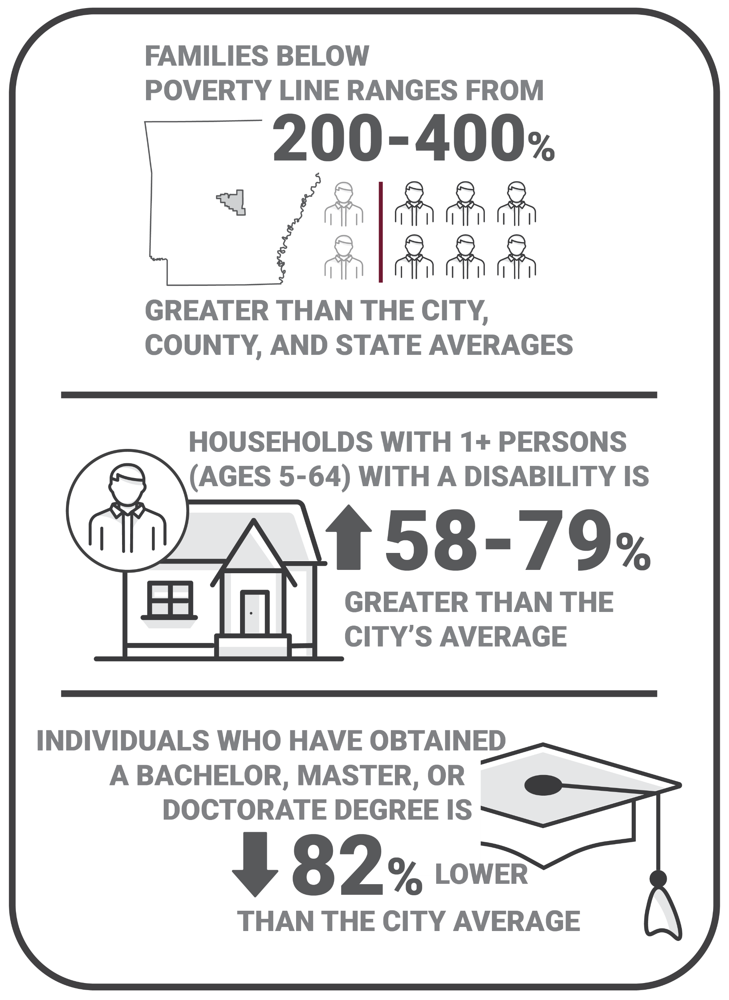 FAMILIES BELOW
POVERTY LINE RANGES FROM
200-400%
GREATER THAN THE CITY,
COUNTY, AND STATE AVERAGES
HOUSEHOLDS WITH 1+ PERSONS
(AGES 5-64) WITH A DISABILITY IS
58-79%
GREATER THAN THE
CITY’S AVERAGE
INDIVIDUALS WHO HAVE OBTAINED
A BACHELOR, MASTER, OR
DOCTORATE DEGREE IS
82% LOWER
THAN THE CITY AVERAGE